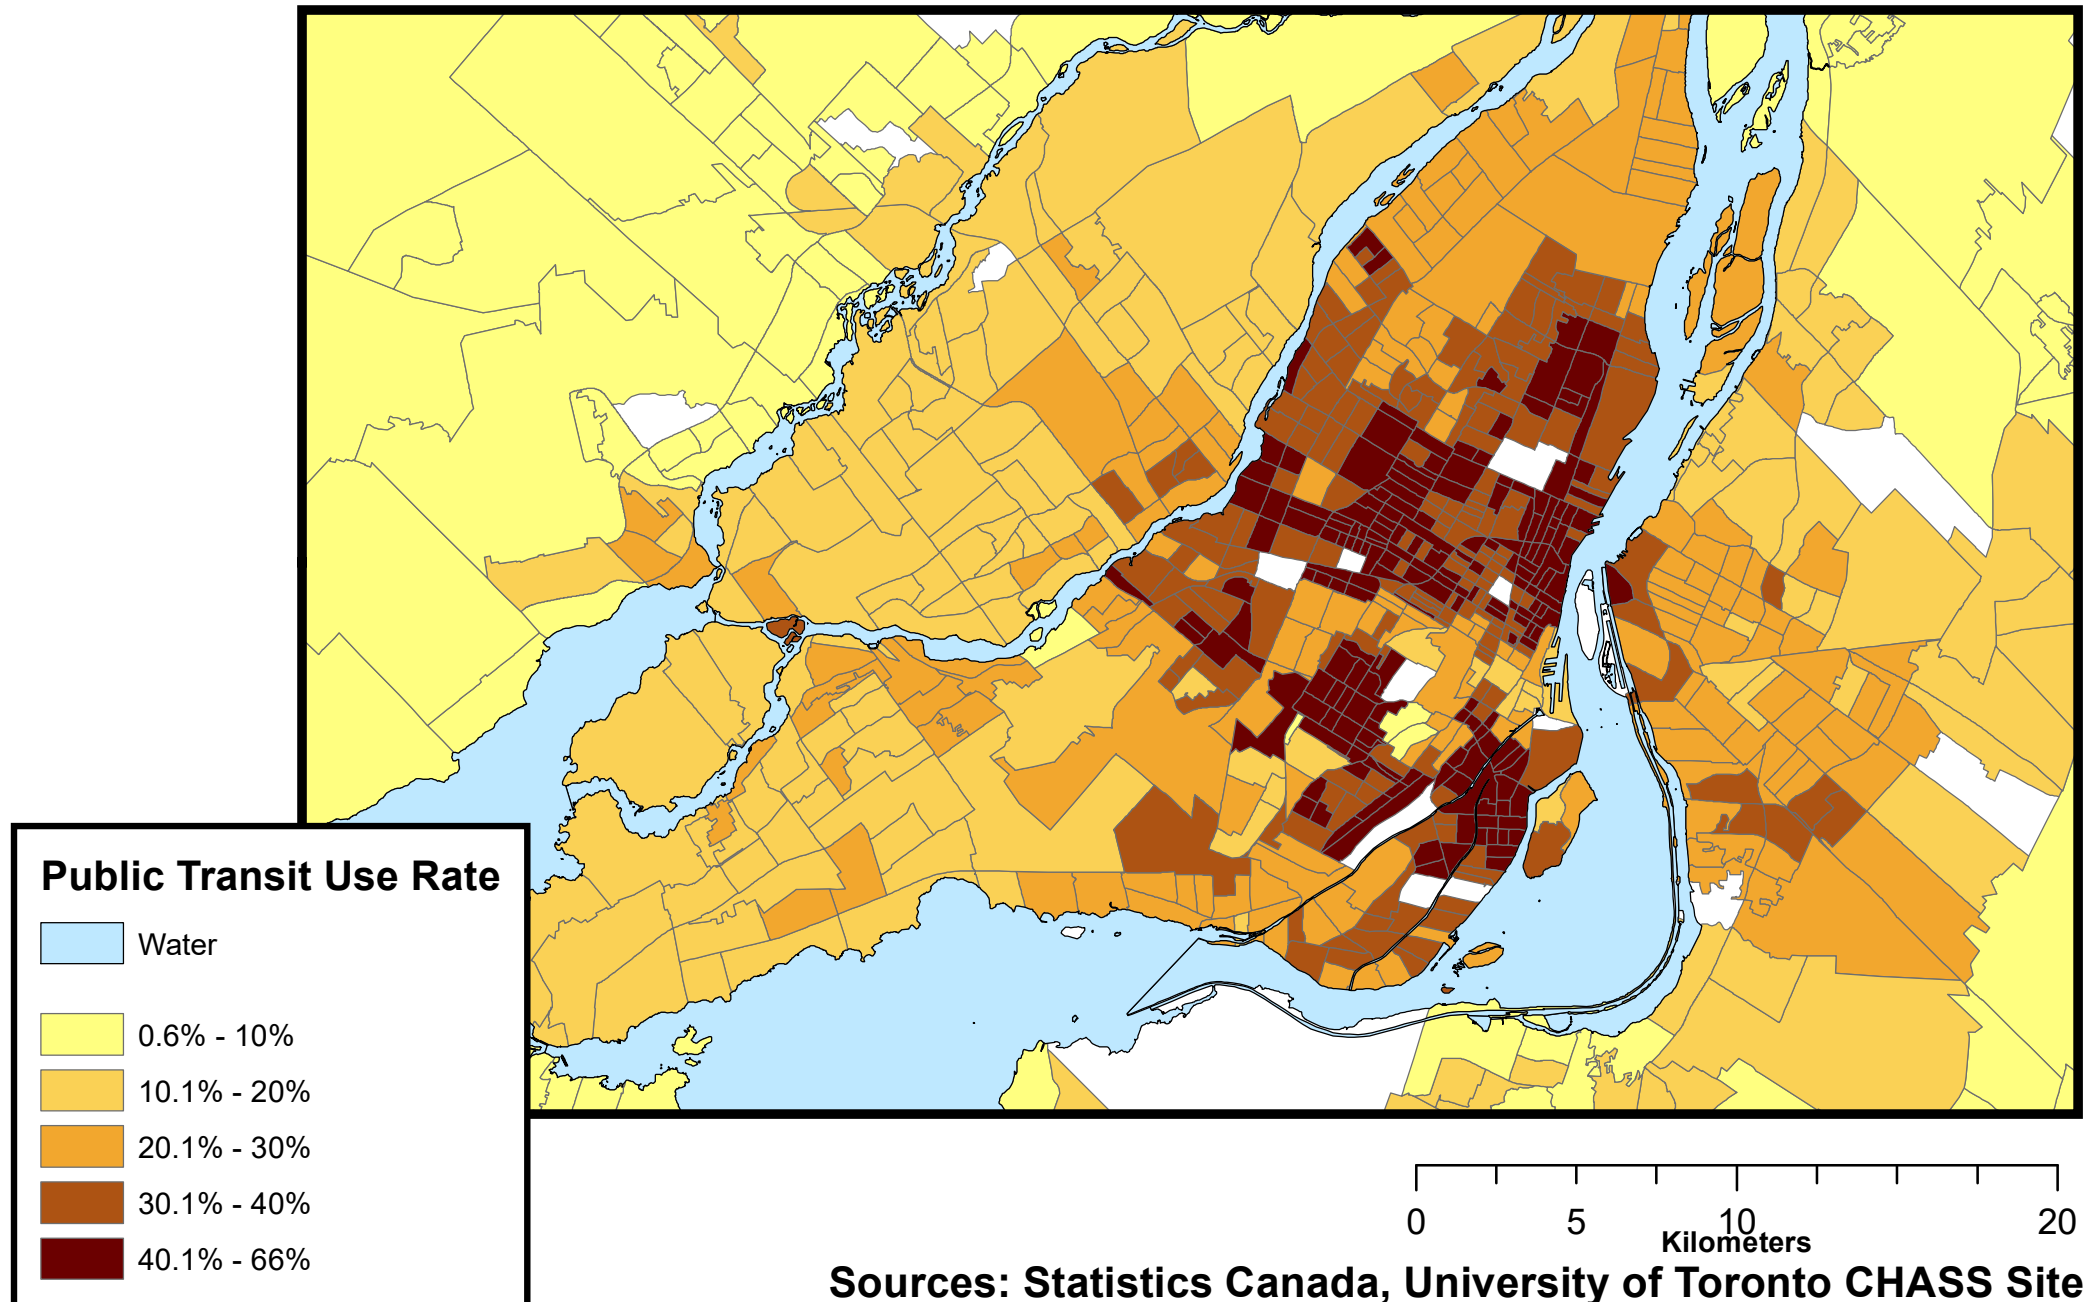 Public Transit Use Rate
Water
0.6% - 10%
10.1% - 20%
20.1% - 30%
30.1% - 40%
40.1% - 66%
0 5 10 20
Kilometers
Sources: Statistics Canada, University of Toronto CHASS Site